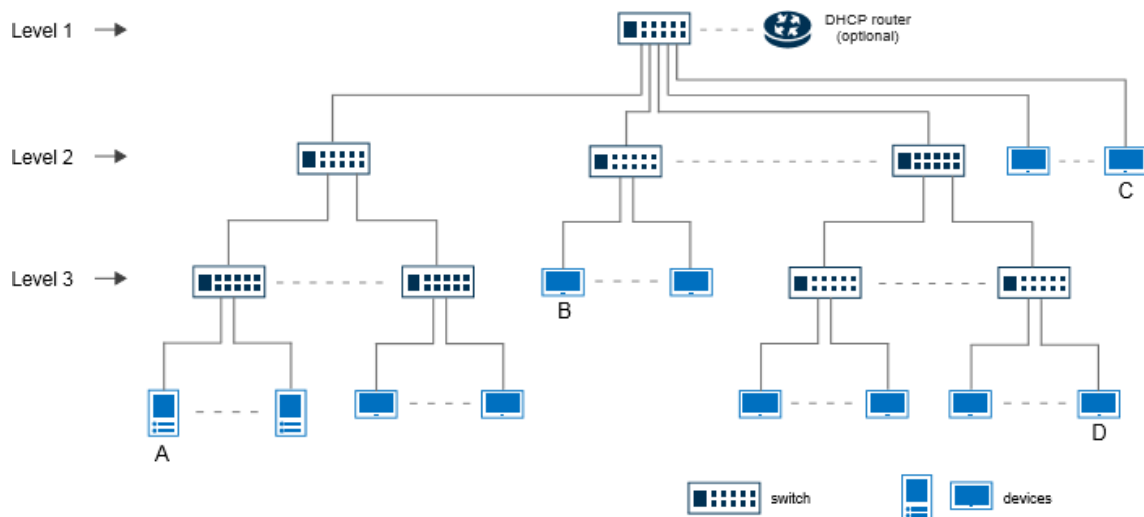 Level 1
DHCP router
(optional)
Level 2
C
Level 3
B
A
D
switch
devices